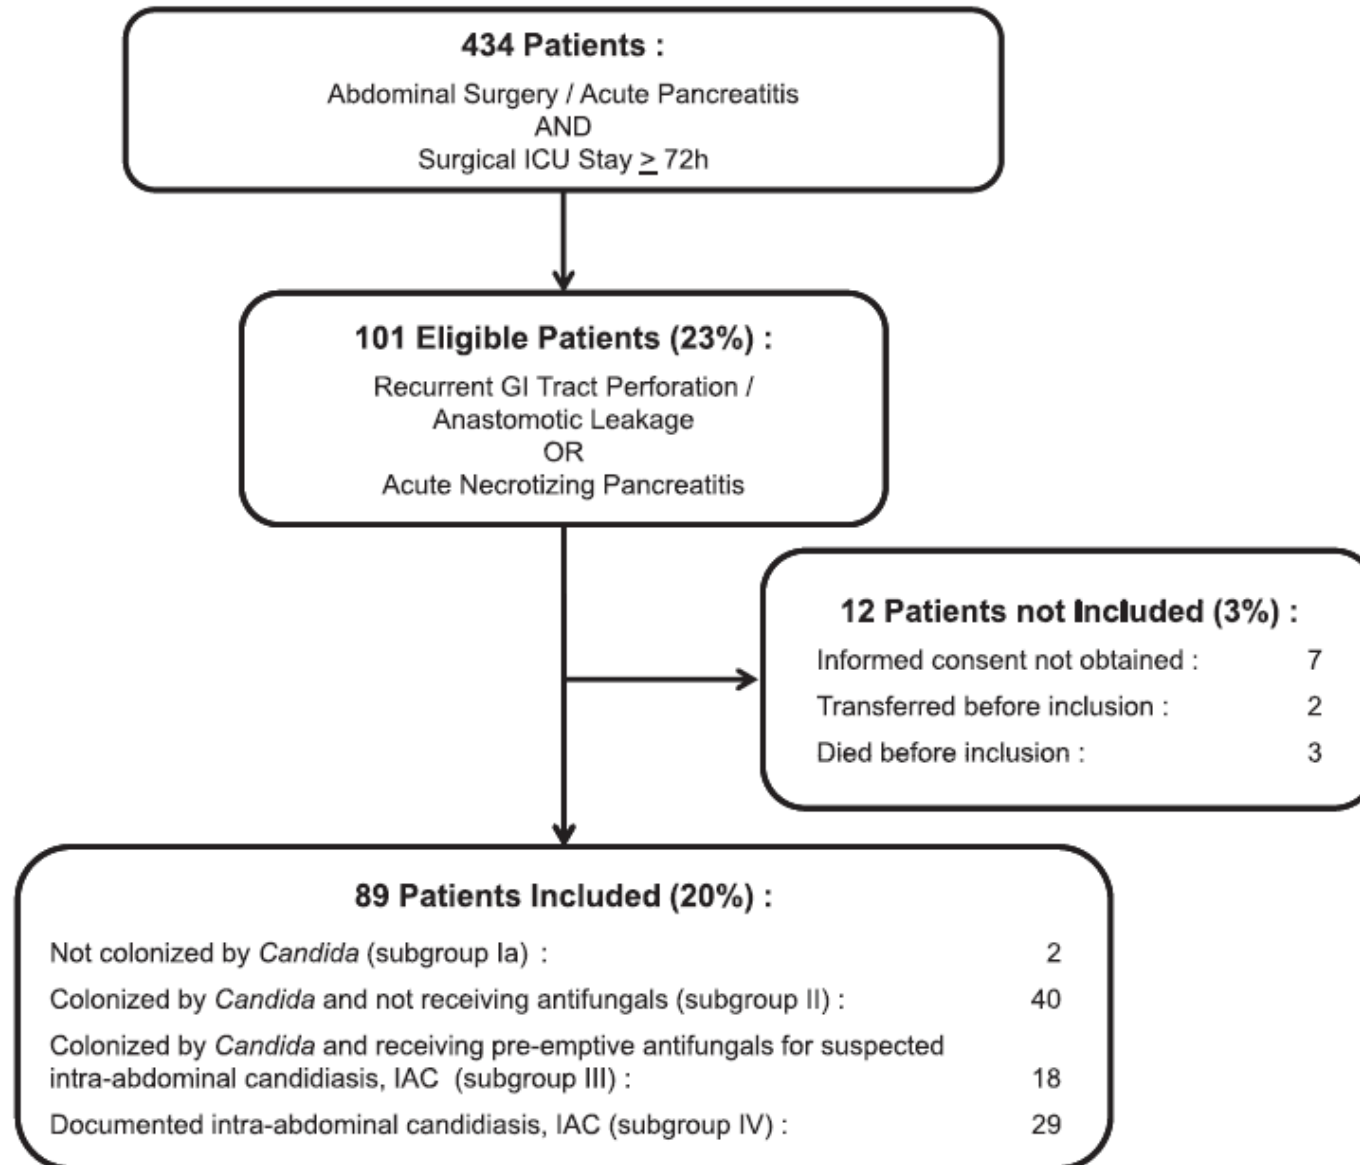 434 Patients :
Abdominal Surgery / Acute Pancreatitis
AND
Surgical ICU Stay ≥ 72h
101 Eligible Patients (23%) :
Recurrent GI Tract Perforation /
Anastomotic Leakage
OR
Acute Necrotizing Pancreatitis
12 Patients not Included (3%) :
Informed consent not obtained : 7
Transferred before inclusion : 2
Died before inclusion : 3
89 Patients Included (20%) :
Not colonized by Candida (subgroup Ia) : 2
Colonized by Candida and not receiving antifungals (subgroup II) : 40
Colonized by Candida and receiving pre-emptive antifungals for suspected
intra-abdominal candidiasis, IAC (subgroup III) : 18
Documented intra-abdominal candidiasis, IAC (subgroup IV) : 29